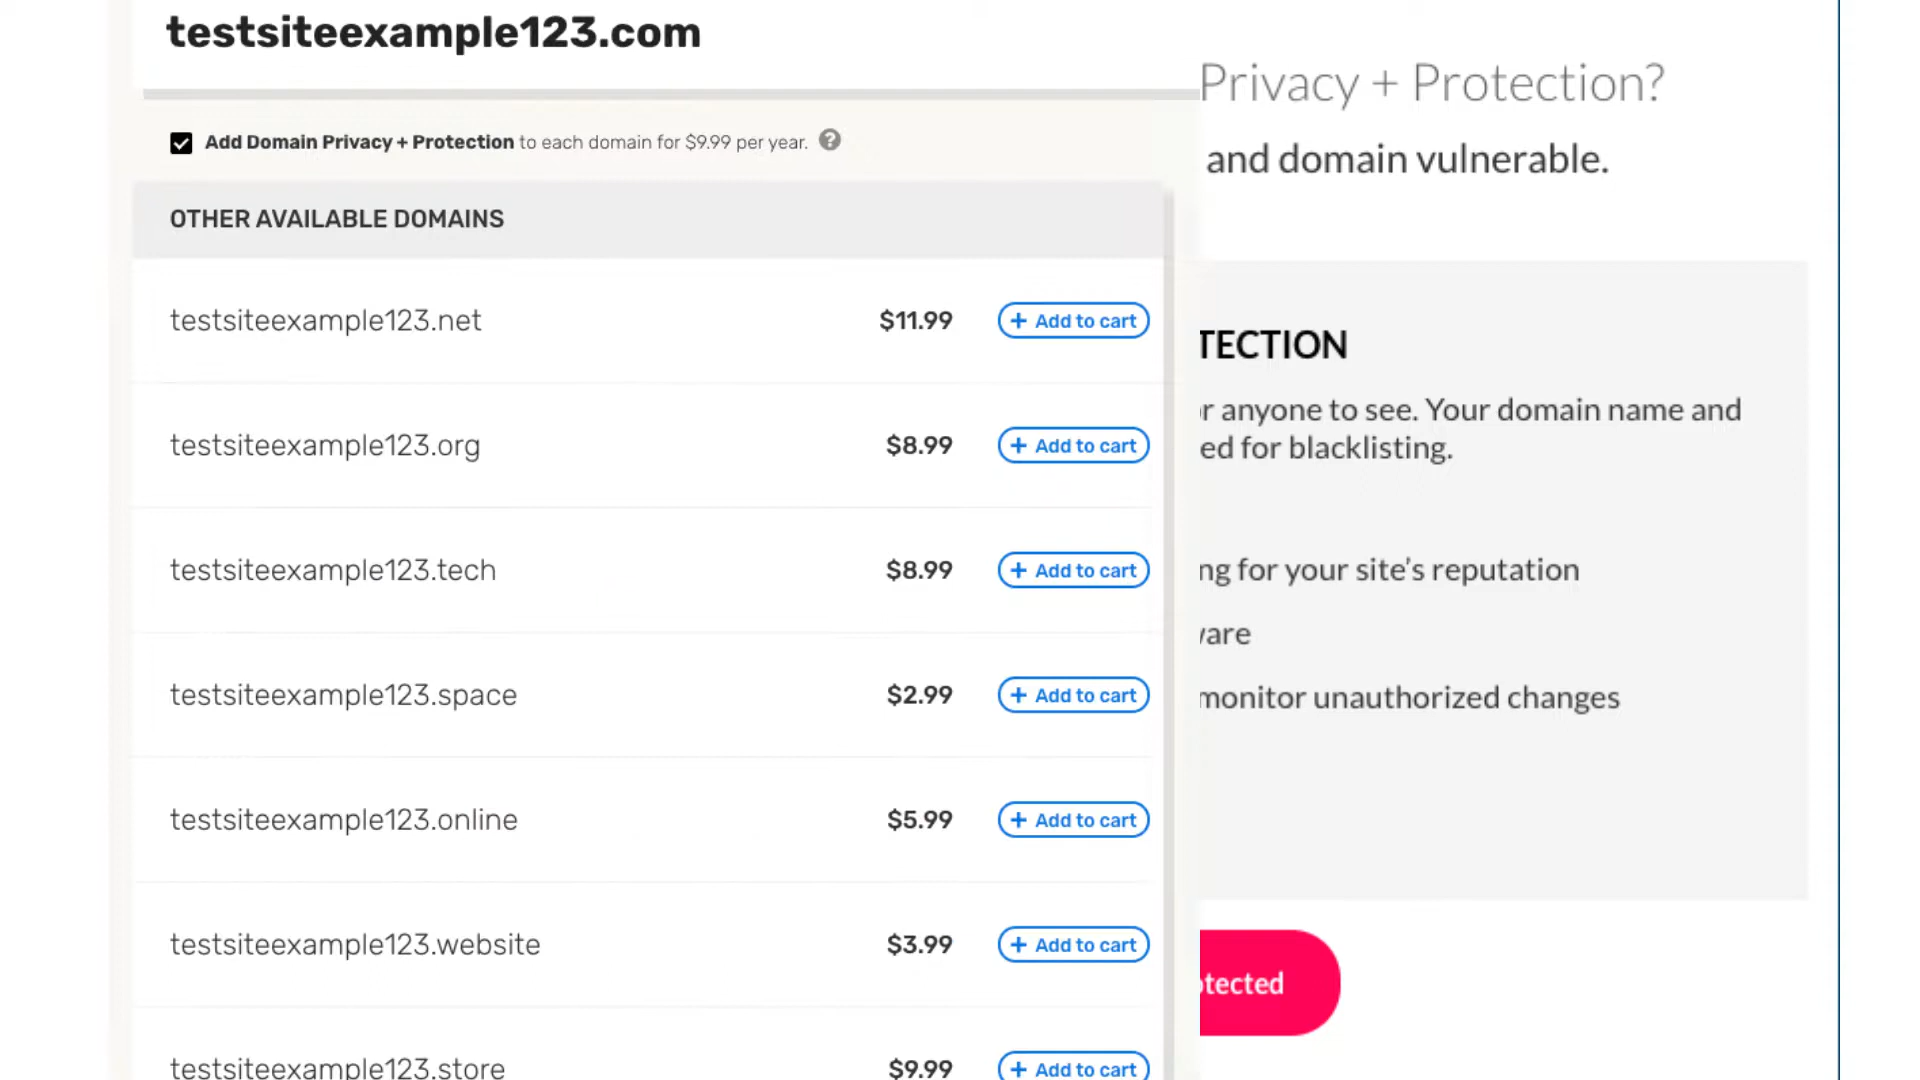 testsiteexample123.com
Add Domain Privacy + Protection to each domain for $9.99 per year. ?
OTHER AVAILABLE DOMAINS
testsiteexample123.net $11.99 + Add to cart
testsiteexample123.org $8.99 + Add to cart
testsiteexample123.tech $8.99 + Add to cart
testsiteexample123.space $2.99 + Add to cart
testsiteexample123.online $5.99 + Add to cart
testsiteexample123.website $3.99 + Add to cart
testsiteexample123.store $9.99 + Add to cart
Privacy + Protection?
and domain vulnerable.
TECTION
r anyone to see. Your domain name and
ed for blacklisting.
ng for your site's reputation
ware
monitor unauthorized changes
otected